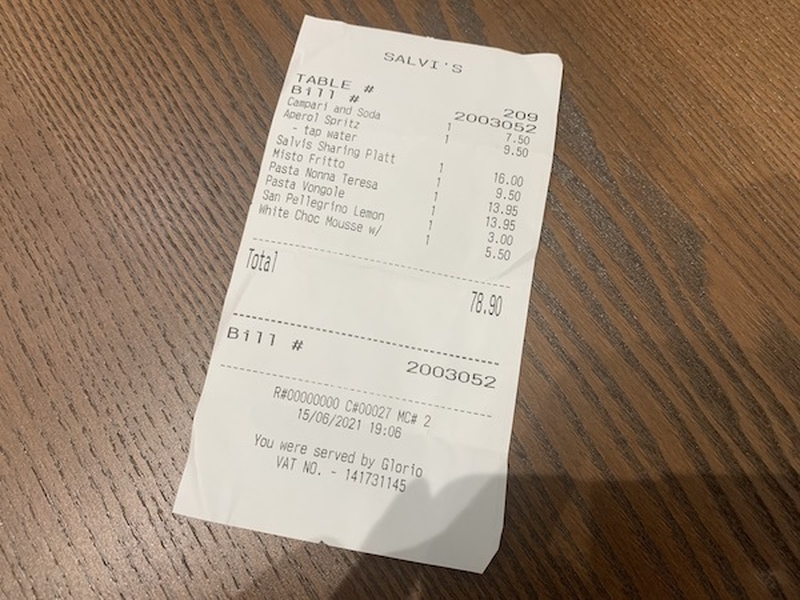 SALVI'S
TABLE # 209
Bill # 2003052
Campari and Soda 1 7.50
Aperol Spritz 1 9.50
- tap water
Salvis Sharing Platt 1 16.00
Misto Fritto 1 9.50
Pasta Nonna Teresa 1 13.95
Pasta Vongole 1 13.95
San Pellegrino Lemon 1 3.00
White Choc Mousse w/ 1 5.50
Total 78.90
Bill # 2003052
R#00000000 C#00027 MC# 2
15/06/2021 19:06
You were served by Glorio
VAT NO. - 141731145